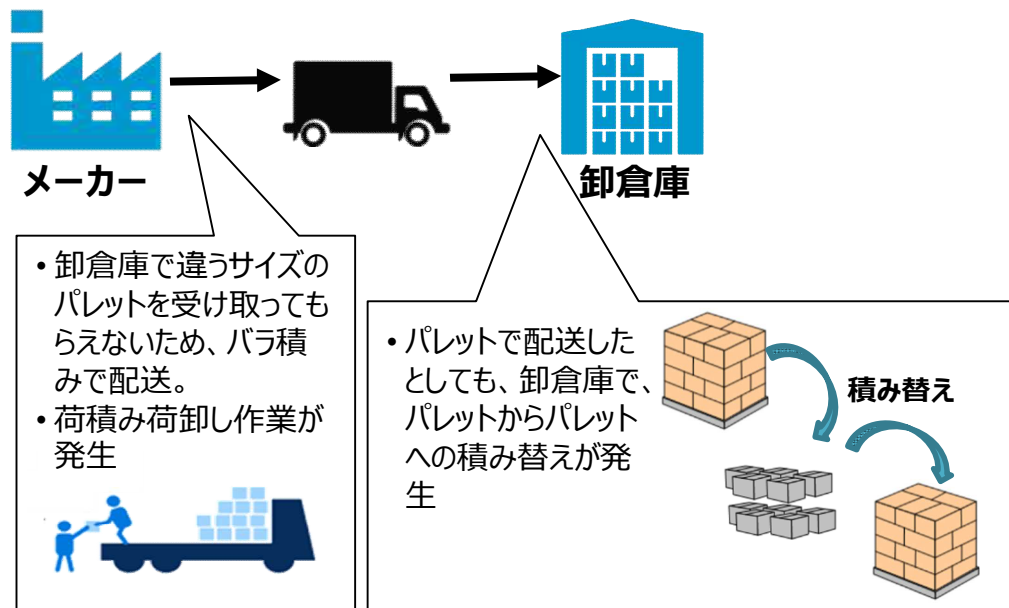 メーカー
卸倉庫
• 卸倉庫で違うサイズの
パレットを受け取っても
らえないため、バラ積
みで配送。
• 荷積み荷卸し作業が
発生
• パレットで配送した
としても、卸倉庫で、
パレットからパレット
への積み替えが発
生
積み替え